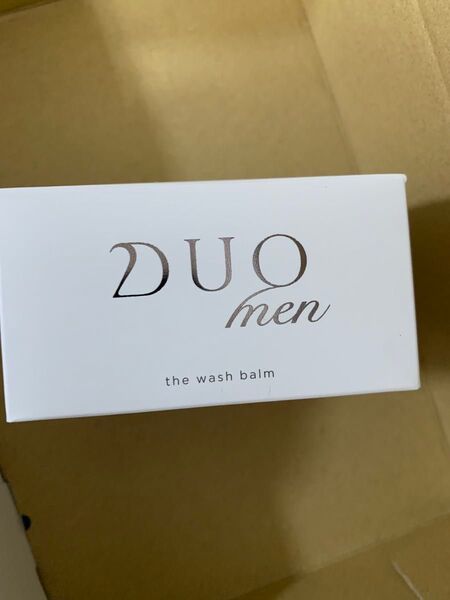 DUO
men
the wash balm